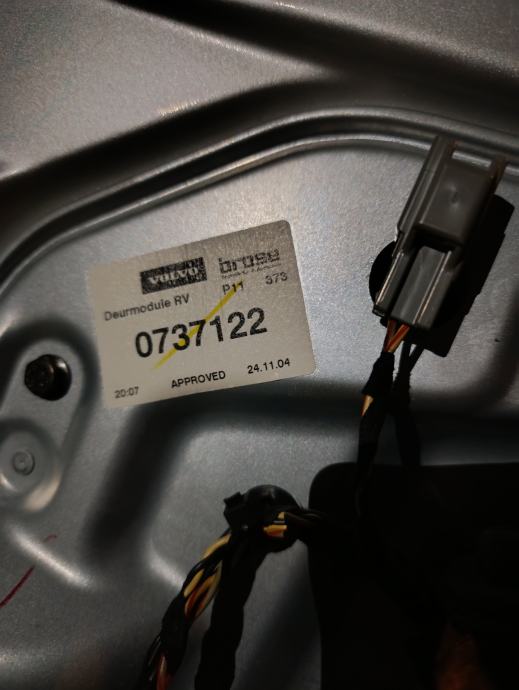 VOLVO brose
P11 373
Deurmodule RV
0737122
20:07 APPROVED 24.11.04